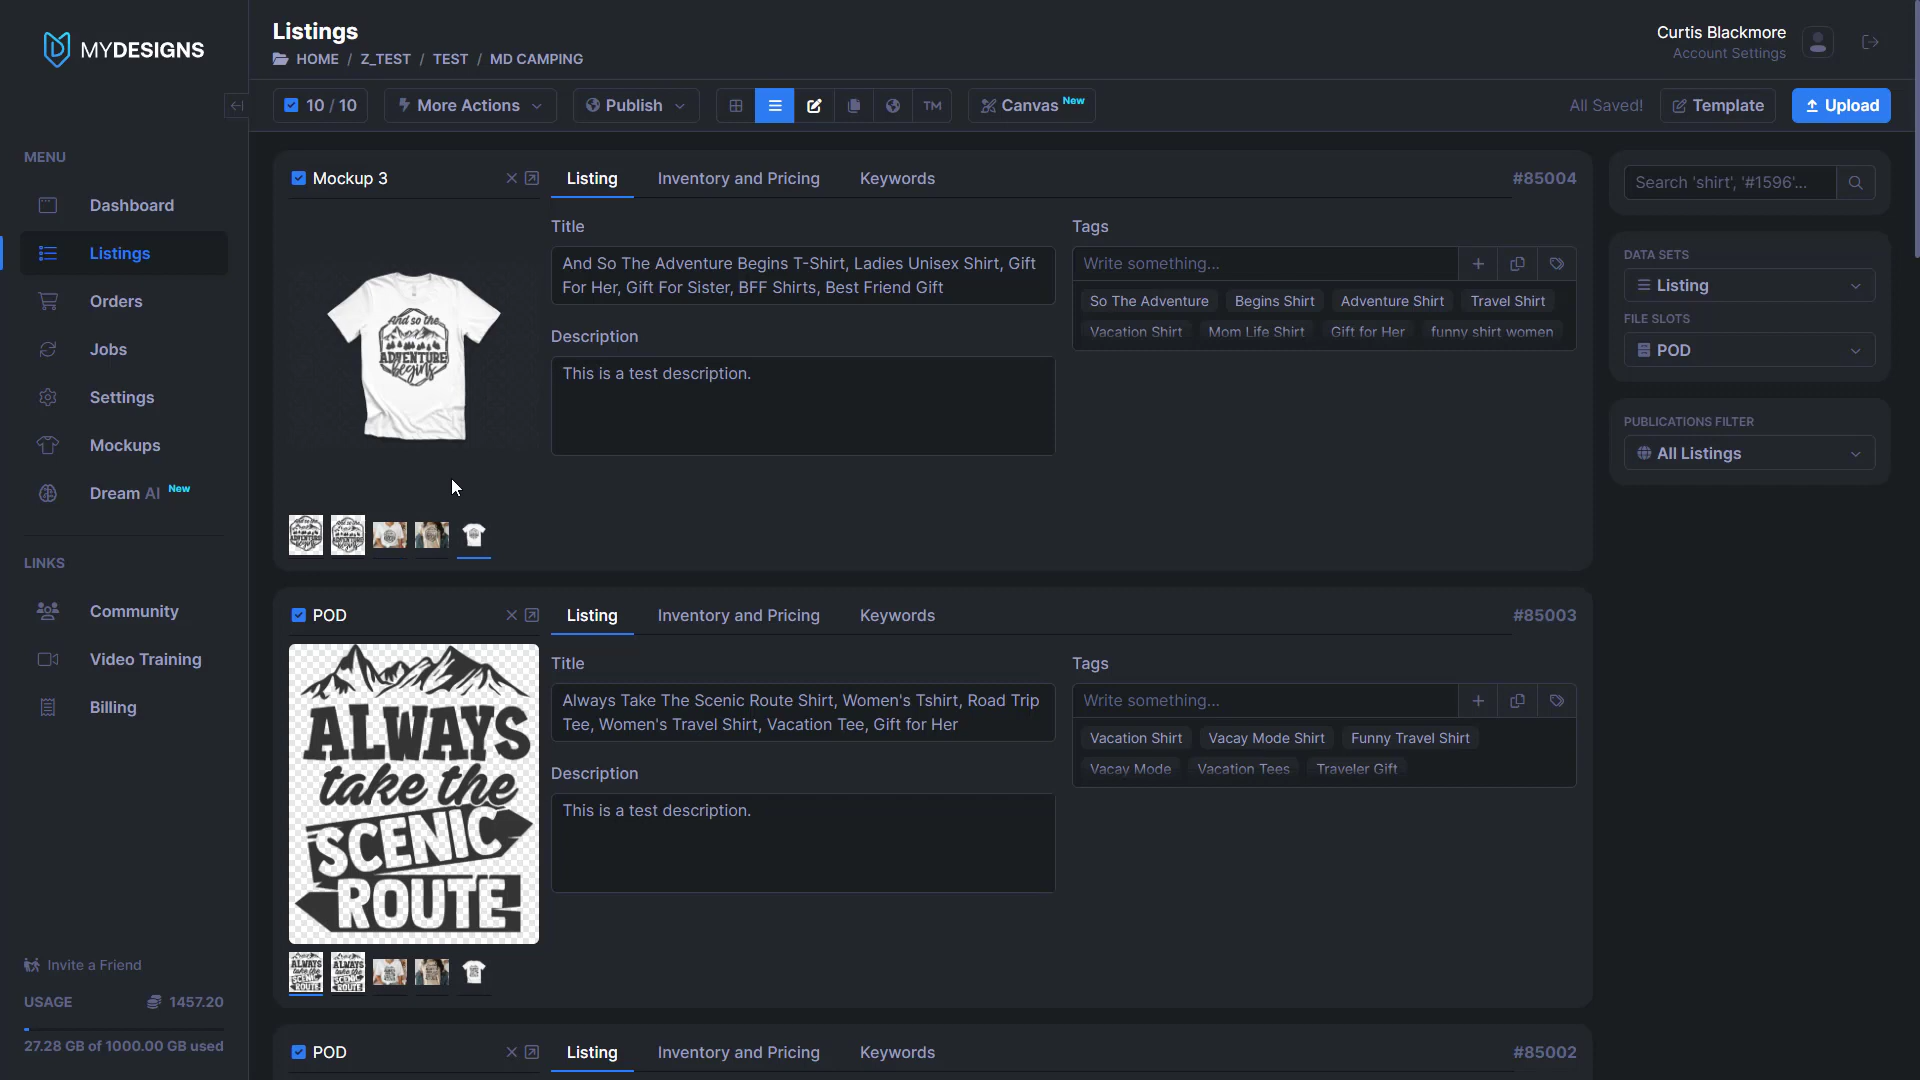 MYDESIGNS
MENU
Dashboard
Listings
Orders
Jobs
Settings
Mockups
Dream AI New
LINKS
Community
Video Training
Billing
Invite a Friend
USAGE 1457.20
27.28 GB of 1000.00 GB used
Listings
HOME / Z_TEST / TEST / MD CAMPING
Curtis Blackmore
Account Settings
10 / 10 More Actions Publish TM Canvas New All Saved! Template Upload
Mockup 3 Listing Inventory and Pricing Keywords #85004
And so the
ADVENTURE
begins
Title
And So The Adventure Begins T-Shirt, Ladies Unisex Shirt, Gift
For Her, Gift For Sister, BFF Shirts, Best Friend Gift
Description
This is a test description.
Tags
Write something...
So The Adventure Begins Shirt Adventure Shirt Travel Shirt
Vacation Shirt Mom Life Shirt Gift for Her funny shirt women
POD Listing Inventory and Pricing Keywords #85003
ALWAYS
take the
SCENIC
ROUTE
Title
Always Take The Scenic Route Shirt, Women's Tshirt, Road Trip
Tee, Women's Travel Shirt, Vacation Tee, Gift for Her
Description
This is a test description.
Tags
Write something...
Vacation Shirt Vacay Mode Shirt Funny Travel Shirt
Vacay Mode Vacation Tees Traveler Gift
POD Listing Inventory and Pricing Keywords #85002
Search 'shirt', '#1596'...
DATA SETS
Listing
FILE SLOTS
POD
PUBLICATIONS FILTER
All Listings